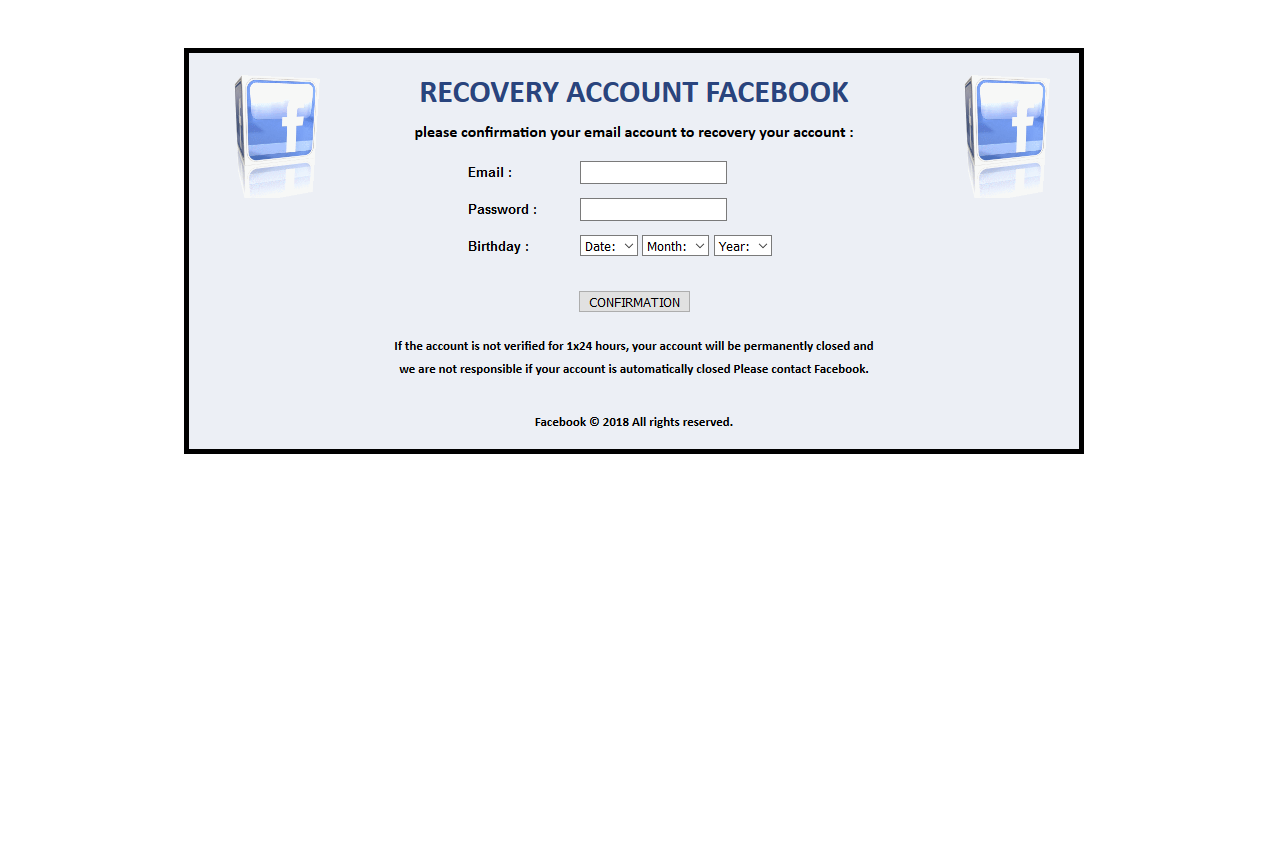 RECOVERY ACCOUNT FACEBOOK
please confirmation your email account to recovery your account :
Email :
Password :
Birthday : Date: Month: Year:
CONFIRMATION
If the account is not verified for 1x24 hours, your account will be permanently closed and
we are not responsible if your account is automatically closed Please contact Facebook.
Facebook © 2018 All rights reserved.